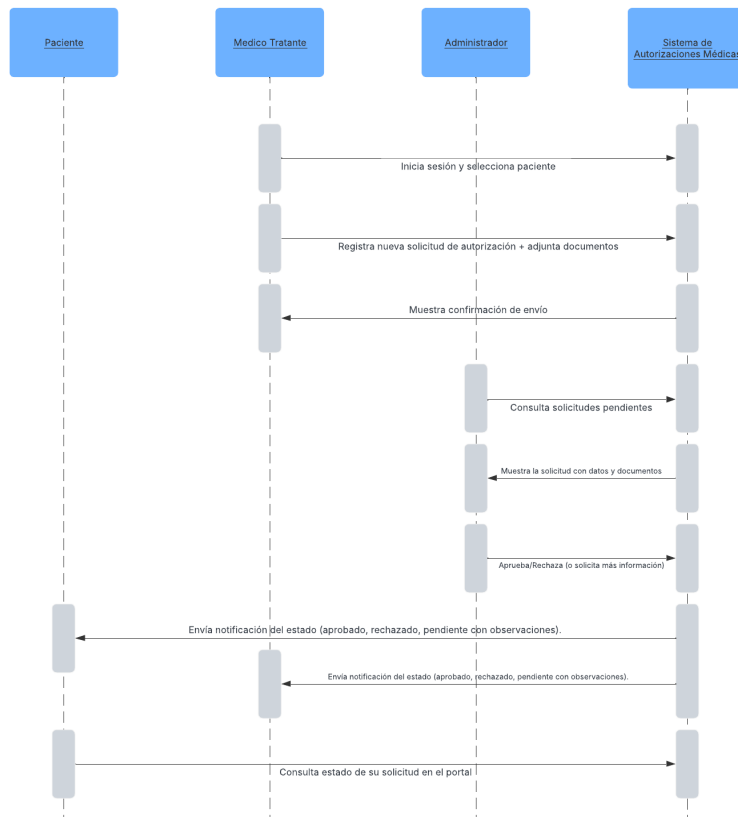 Paciente
Medico Tratante
Administrador
Sistema de
Autorizaciones Médicas
Inicia sesión y selecciona paciente
Registra nueva solicitud de autorización + adjunta documentos
Muestra confirmación de envío
Consulta solicitudes pendientes
Muestra la solicitud con datos y documentos
Aprueba/Rechaza (o solicita más información)
Envía notificación del estado (aprobado, rechazado, pendiente con observaciones).
Envía notificación del estado (aprobado, rechazado, pendiente con observaciones).
Consulta estado de su solicitud en el portal